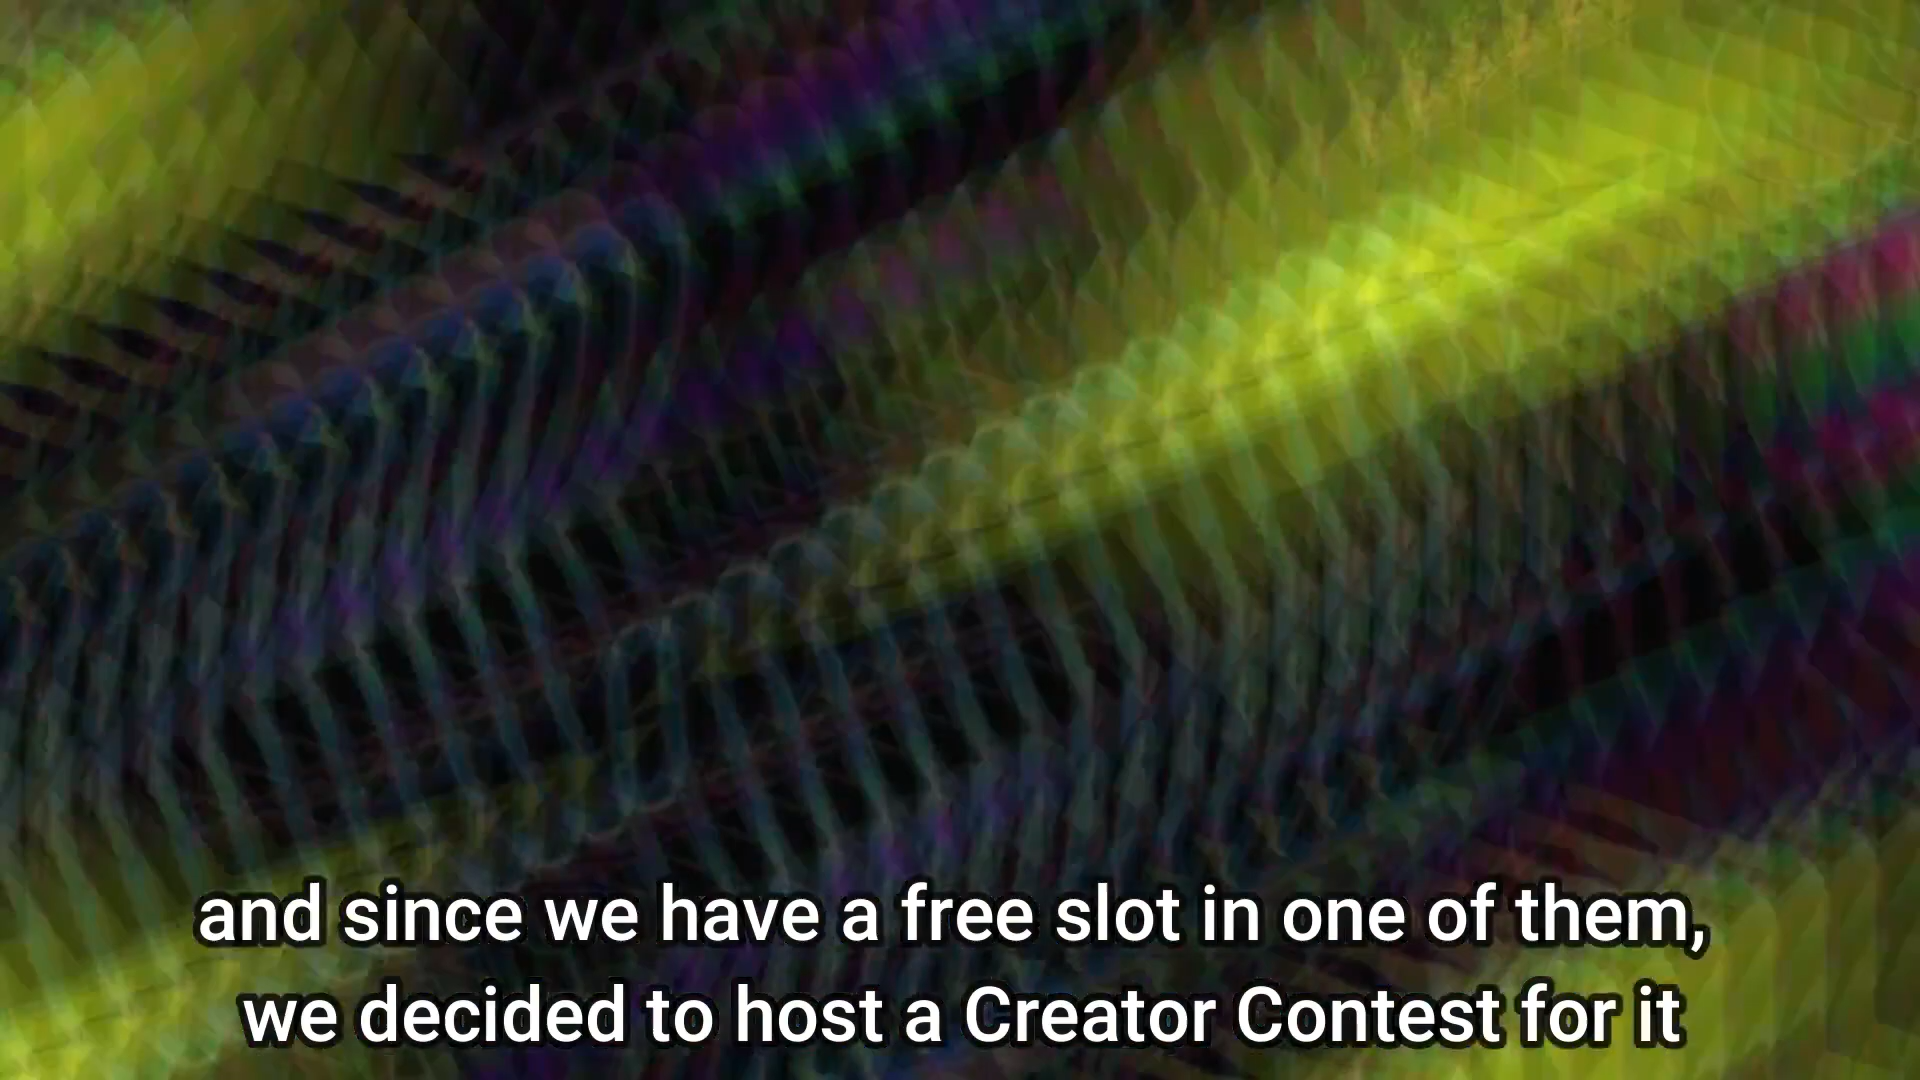 and since we have a free slot in one of them,
we decided to host a Creator Contest for it